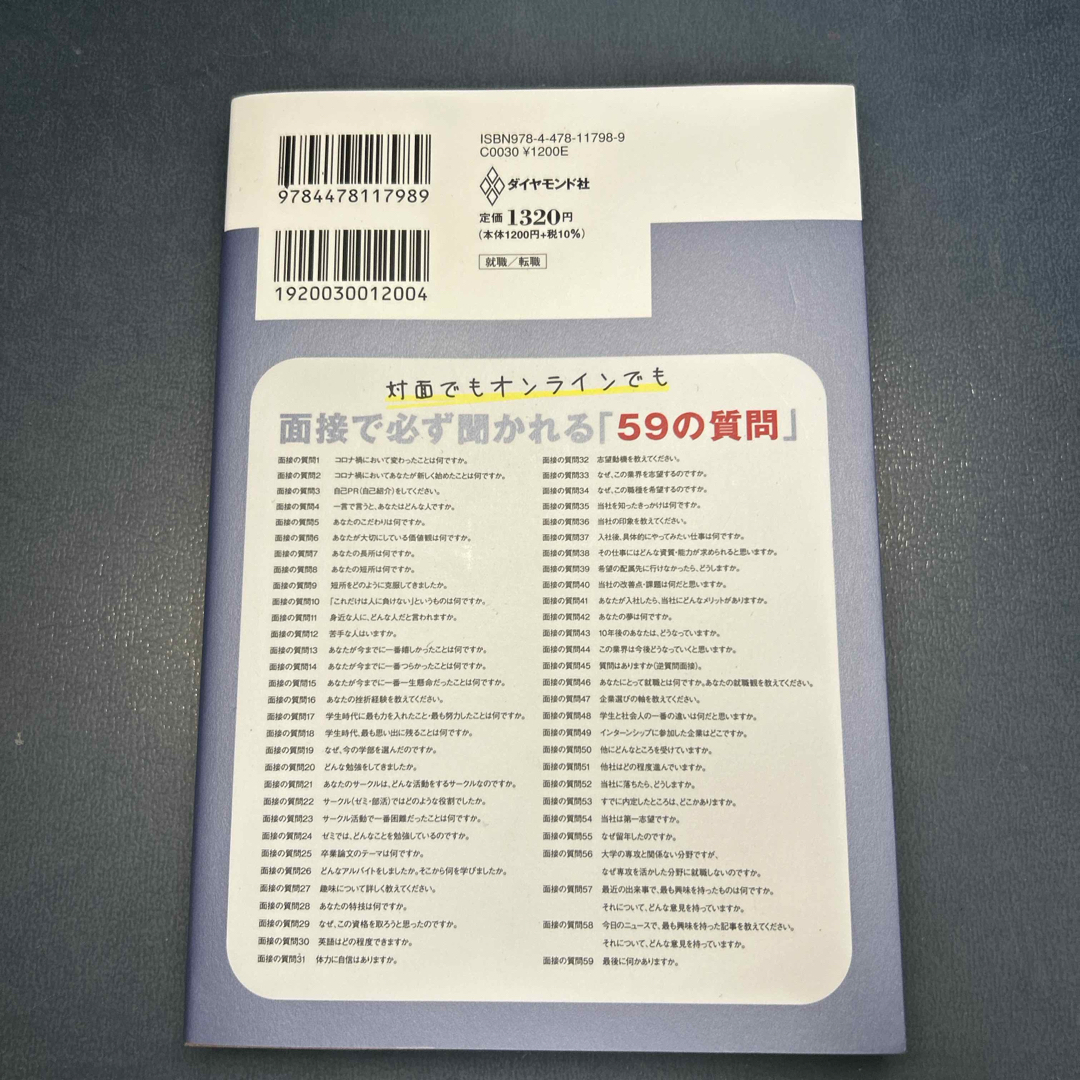 9784478117989
ISBN978-4-478-11798-9
C0030 ¥1200E
ダイヤモンド社
定価1320円
(本体1200円+税10%)
就職/転職
1920030012004
対面でもオンラインでも
面接で必ず聞かれる「59の質問」
面接の質問1 コロナ禍において変わったことは何ですか。
面接の質問2 コロナ禍においてあなたが新しく始めたことは何ですか。
面接の質問3 自己PR(自己紹介)をしてください。
面接の質問4 一言で言うと、あなたはどんな人ですか。
面接の質問5 あなたのこだわりは何ですか。
面接の質問6 あなたが大切にしている価値観は何ですか。
面接の質問7 あなたの長所は何ですか。
面接の質問8 あなたの短所は何ですか。
面接の質問9 短所をどのように克服してきましたか。
面接の質問10 「これだけは人に負けない」というものは何ですか。
面接の質問11 身近な人に、どんな人だと言われますか。
面接の質問12 苦手な人はいますか。
面接の質問13 あなたが今までに一番嬉しかったことは何ですか。
面接の質問14 あなたが今までに一番つらかったことは何ですか。
面接の質問15 あなたが今までに一番一生懸命だったことは何ですか。
面接の質問16 あなたの挫折経験を教えてください。
面接の質問17 学生時代に最も力を入れたこと・最も努力したことは何ですか。
面接の質問18 学生時代、最も思い出に残ることは何ですか。
面接の質問19 なぜ、今の学部を選んだのですか。
面接の質問20 どんな勉強をしてきましたか。
面接の質問21 あなたのサークルは、どんな活動をするサークルなのですか。
面接の質問22 サークル(ゼミ・部活)ではどのような役割でしたか。
面接の質問23 サークル活動で一番困難だったことは何ですか。
面接の質問24 ゼミでは、どんなことを勉強しているのですか。
面接の質問25 卒業論文のテーマは何ですか。
面接の質問26 どんなアルバイトをしましたか。そこから何を学びましたか。
面接の質問27 趣味について詳しく教えてください。
面接の質問28 あなたの特技は何ですか。
面接の質問29 なぜ、この資格を取ろうと思ったのですか。
面接の質問30 英語はどの程度できますか。
面接の質問31 体力に自信はありますか。
面接の質問32 志望動機を教えてください。
面接の質問33 なぜ、この業界を志望するのですか。
面接の質問34 なぜ、この職種を希望するのですか。
面接の質問35 当社を知ったきっかけは何ですか。
面接の質問36 当社の印象を教えてください。
面接の質問37 入社後、具体的にやってみたい仕事は何ですか。
面接の質問38 その仕事にはどんな資質・能力が求められると思いますか。
面接の質問39 希望の配属先に行けなかったら、どうしますか。
面接の質問40 当社の改善点・課題は何だと思いますか。
面接の質問41 あなたが入社したら、当社にどんなメリットがありますか。
面接の質問42 あなたの夢は何ですか。
面接の質問43 10年後のあなたは、どうなっていますか。
面接の質問44 この業界は今後どうなっていくと思いますか。
面接の質問45 質問はありますか(逆質問面接)。
面接の質問46 あなたにとって就職とは何ですか。あなたの就職観を教えてください。
面接の質問47 企業選びの軸を教えてください。
面接の質問48 学生と社会人の一番の違いは何だと思いますか。
面接の質問49 インターンシップに参加した企業はどこですか。
面接の質問50 他にどんなところを受けていますか。
面接の質問51 他社はどの程度進んでいますか。
面接の質問52 当社に落ちたら、どうしますか。
面接の質問53 すでに内定したところは、どこかありますか。
面接の質問54 当社は第一志望ですか。
面接の質問55 なぜ留年したのですか。
面接の質問56 大学の専攻と関係ない分野ですが、
なぜ専攻を活かした分野に就職しないのですか。
面接の質問57 最近の出来事で、最も興味を持ったものは何ですか。
それについて、どんな意見を持っていますか。
面接の質問58 今日のニュースで、最も興味を持った記事を教えてください。
それについて、どんな意見を持っていますか。
面接の質問59 最後に何かありますか。